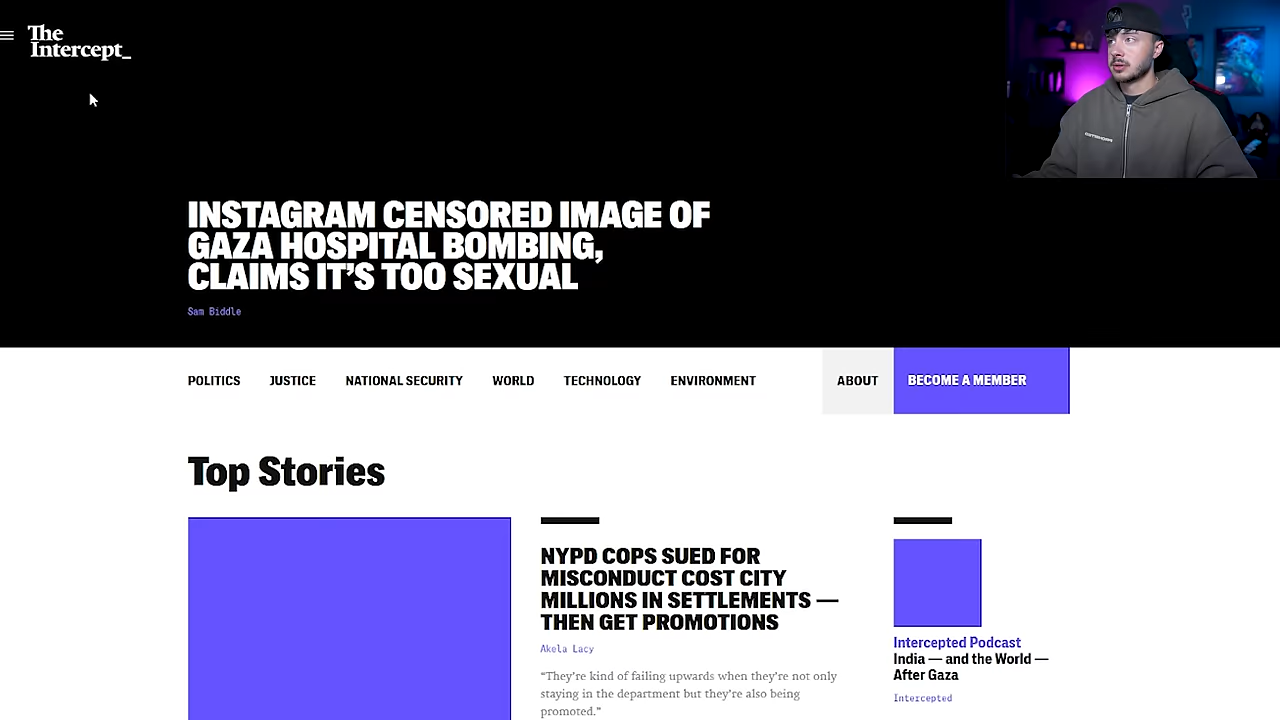 The
Intercept_
INSTAGRAM CENSORED IMAGE OF
GAZA HOSPITAL BOMBING,
CLAIMS IT'S TOO SEXUAL
Sam Biddle
POLITICS JUSTICE NATIONAL SECURITY WORLD TECHNOLOGY ENVIRONMENT ABOUT BECOME A MEMBER
Top Stories
NYPD COPS SUED FOR
MISCONDUCT COST CITY
MILLIONS IN SETTLEMENTS —
THEN GET PROMOTIONS
Akela Lacy
“They're kind of failing upwards when they're not only
staying in the department but they're also being
promoted.”
Intercepted Podcast
India — and the World —
After Gaza
Intercepted